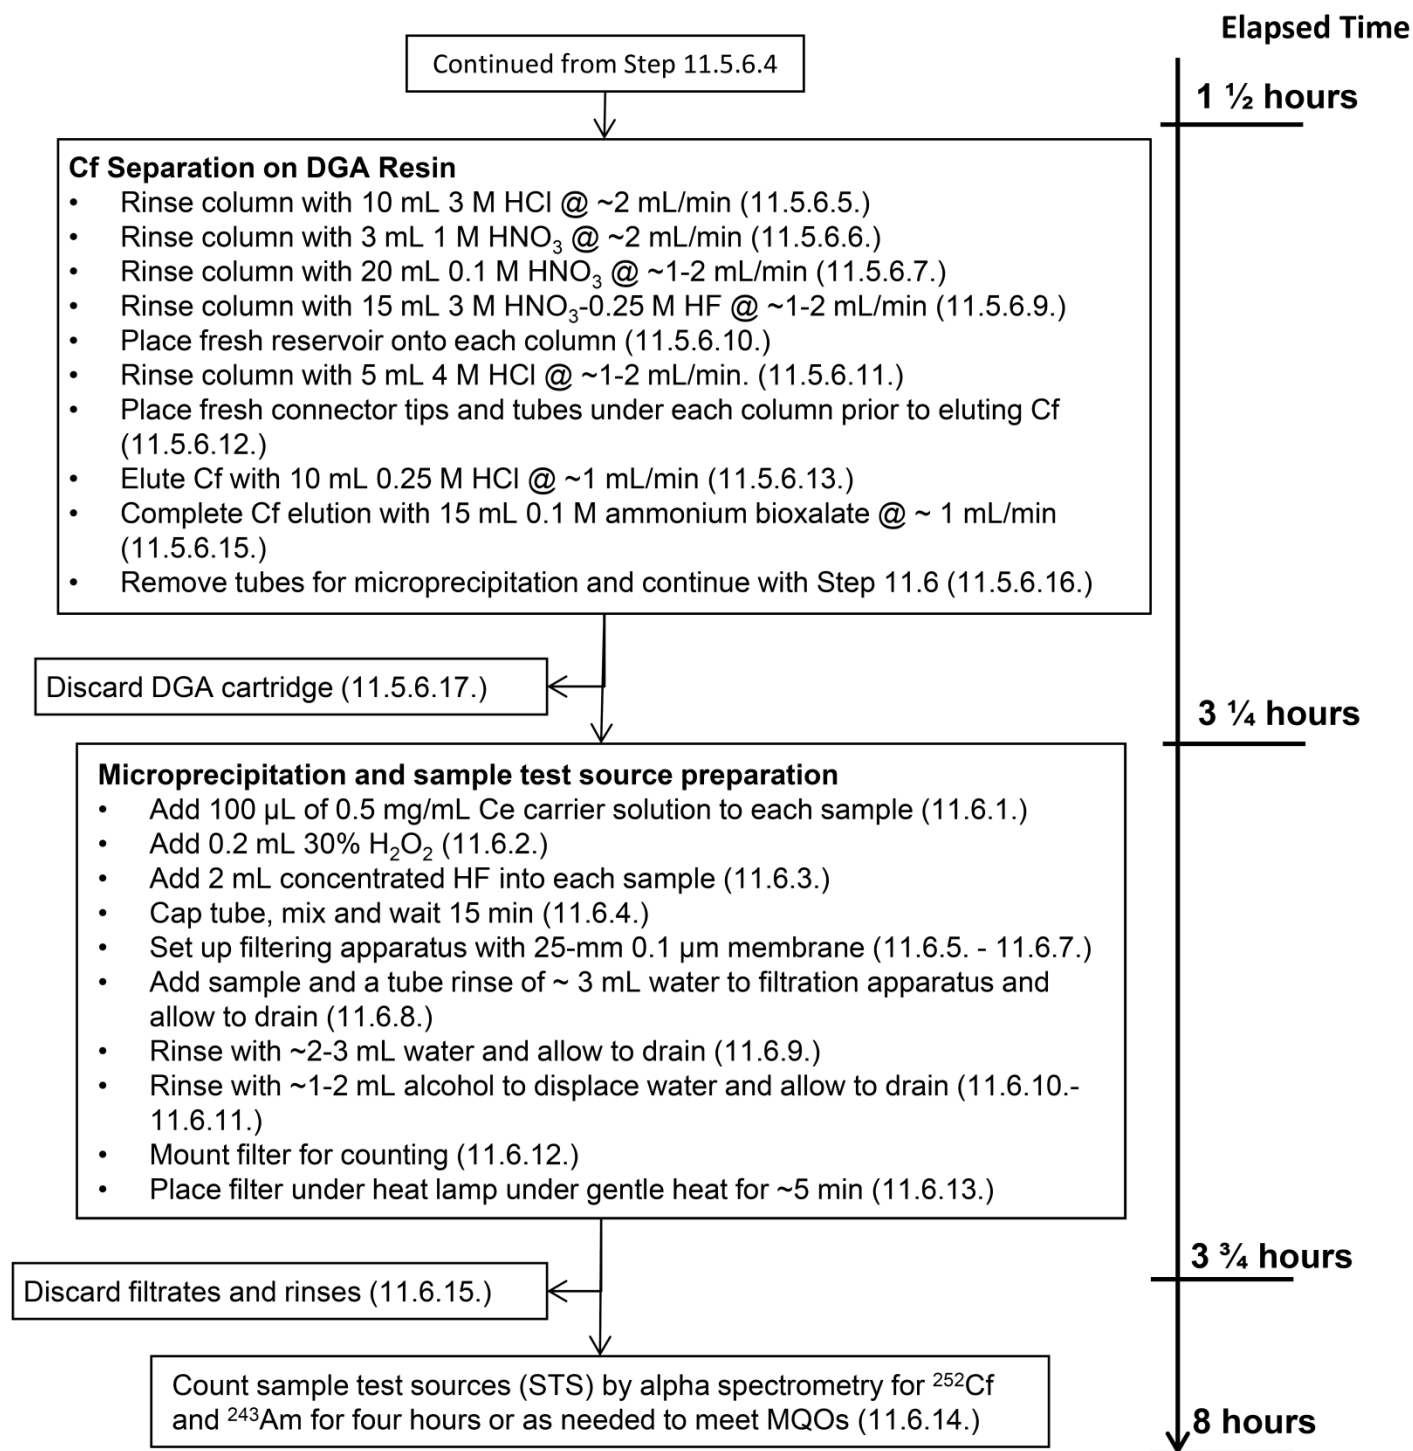 Elapsed Time
Continued from Step 11.5.6.4
1 ½ hours
Cf Separation on DGA Resin
• Rinse column with 10 mL 3 M HCl @ ~2 mL/min (11.5.6.5.)
• Rinse column with 3 mL 1 M HNO₃ @ ~2 mL/min (11.5.6.6.)
• Rinse column with 20 mL 0.1 M HNO₃ @ ~1-2 mL/min (11.5.6.7.)
• Rinse column with 15 mL 3 M HNO₃-0.25 M HF @ ~1-2 mL/min (11.5.6.9.)
• Place fresh reservoir onto each column (11.5.6.10.)
• Rinse column with 5 mL 4 M HCl @ ~1-2 mL/min. (11.5.6.11.)
• Place fresh connector tips and tubes under each column prior to eluting Cf
(11.5.6.12.)
• Elute Cf with 10 mL 0.25 M HCl @ ~1 mL/min (11.5.6.13.)
• Complete Cf elution with 15 mL 0.1 M ammonium bioxalate @ ~ 1 mL/min
(11.5.6.15.)
• Remove tubes for microprecipitation and continue with Step 11.6 (11.5.6.16.)
Discard DGA cartridge (11.5.6.17.)
3 ¼ hours
Microprecipitation and sample test source preparation
• Add 100 µL of 0.5 mg/mL Ce carrier solution to each sample (11.6.1.)
• Add 0.2 mL 30% H₂O₂ (11.6.2.)
• Add 2 mL concentrated HF into each sample (11.6.3.)
• Cap tube, mix and wait 15 min (11.6.4.)
• Set up filtering apparatus with 25-mm 0.1 µm membrane (11.6.5. - 11.6.7.)
• Add sample and a tube rinse of ~ 3 mL water to filtration apparatus and
allow to drain (11.6.8.)
• Rinse with ~2-3 mL water and allow to drain (11.6.9.)
• Rinse with ~1-2 mL alcohol to displace water and allow to drain (11.6.10.-
11.6.11.)
• Mount filter for counting (11.6.12.)
• Place filter under heat lamp under gentle heat for ~5 min (11.6.13.)
3 ¾ hours
Discard filtrates and rinses (11.6.15.)
Count sample test sources (STS) by alpha spectrometry for ²⁵²Cf
and ²⁴³Am for four hours or as needed to meet MQOs (11.6.14.)
8 hours